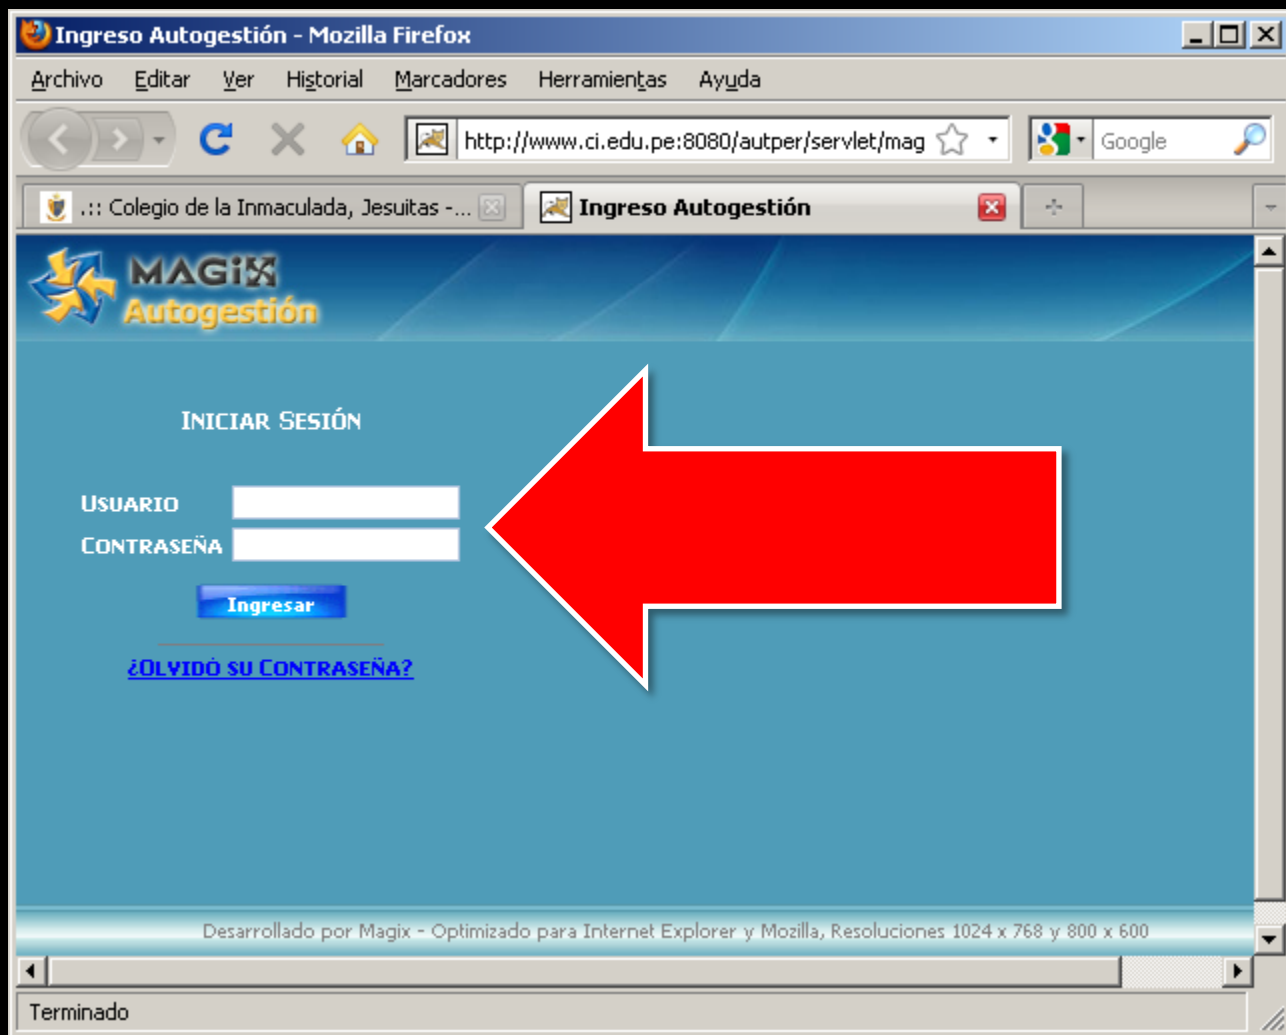 Ingreso Autogestión - Mozilla Firefox
Archivo Editar Ver Historial Marcadores Herramientas Ayuda
http://www.ci.edu.pe:8080/autper/servlet/mag Google
.:: Colegio de la Inmaculada, Jesuitas -... Ingreso Autogestión
MAGiX
Autogestión
INICIAR SESIÓN
USUARIO
CONTRASEÑA
Ingresar
¿OLVIDÓ SU CONTRASEÑA?
Desarrollado por Magix - Optimizado para Internet Explorer y Mozilla, Resoluciones 1024 x 768 y 800 x 600
Terminado